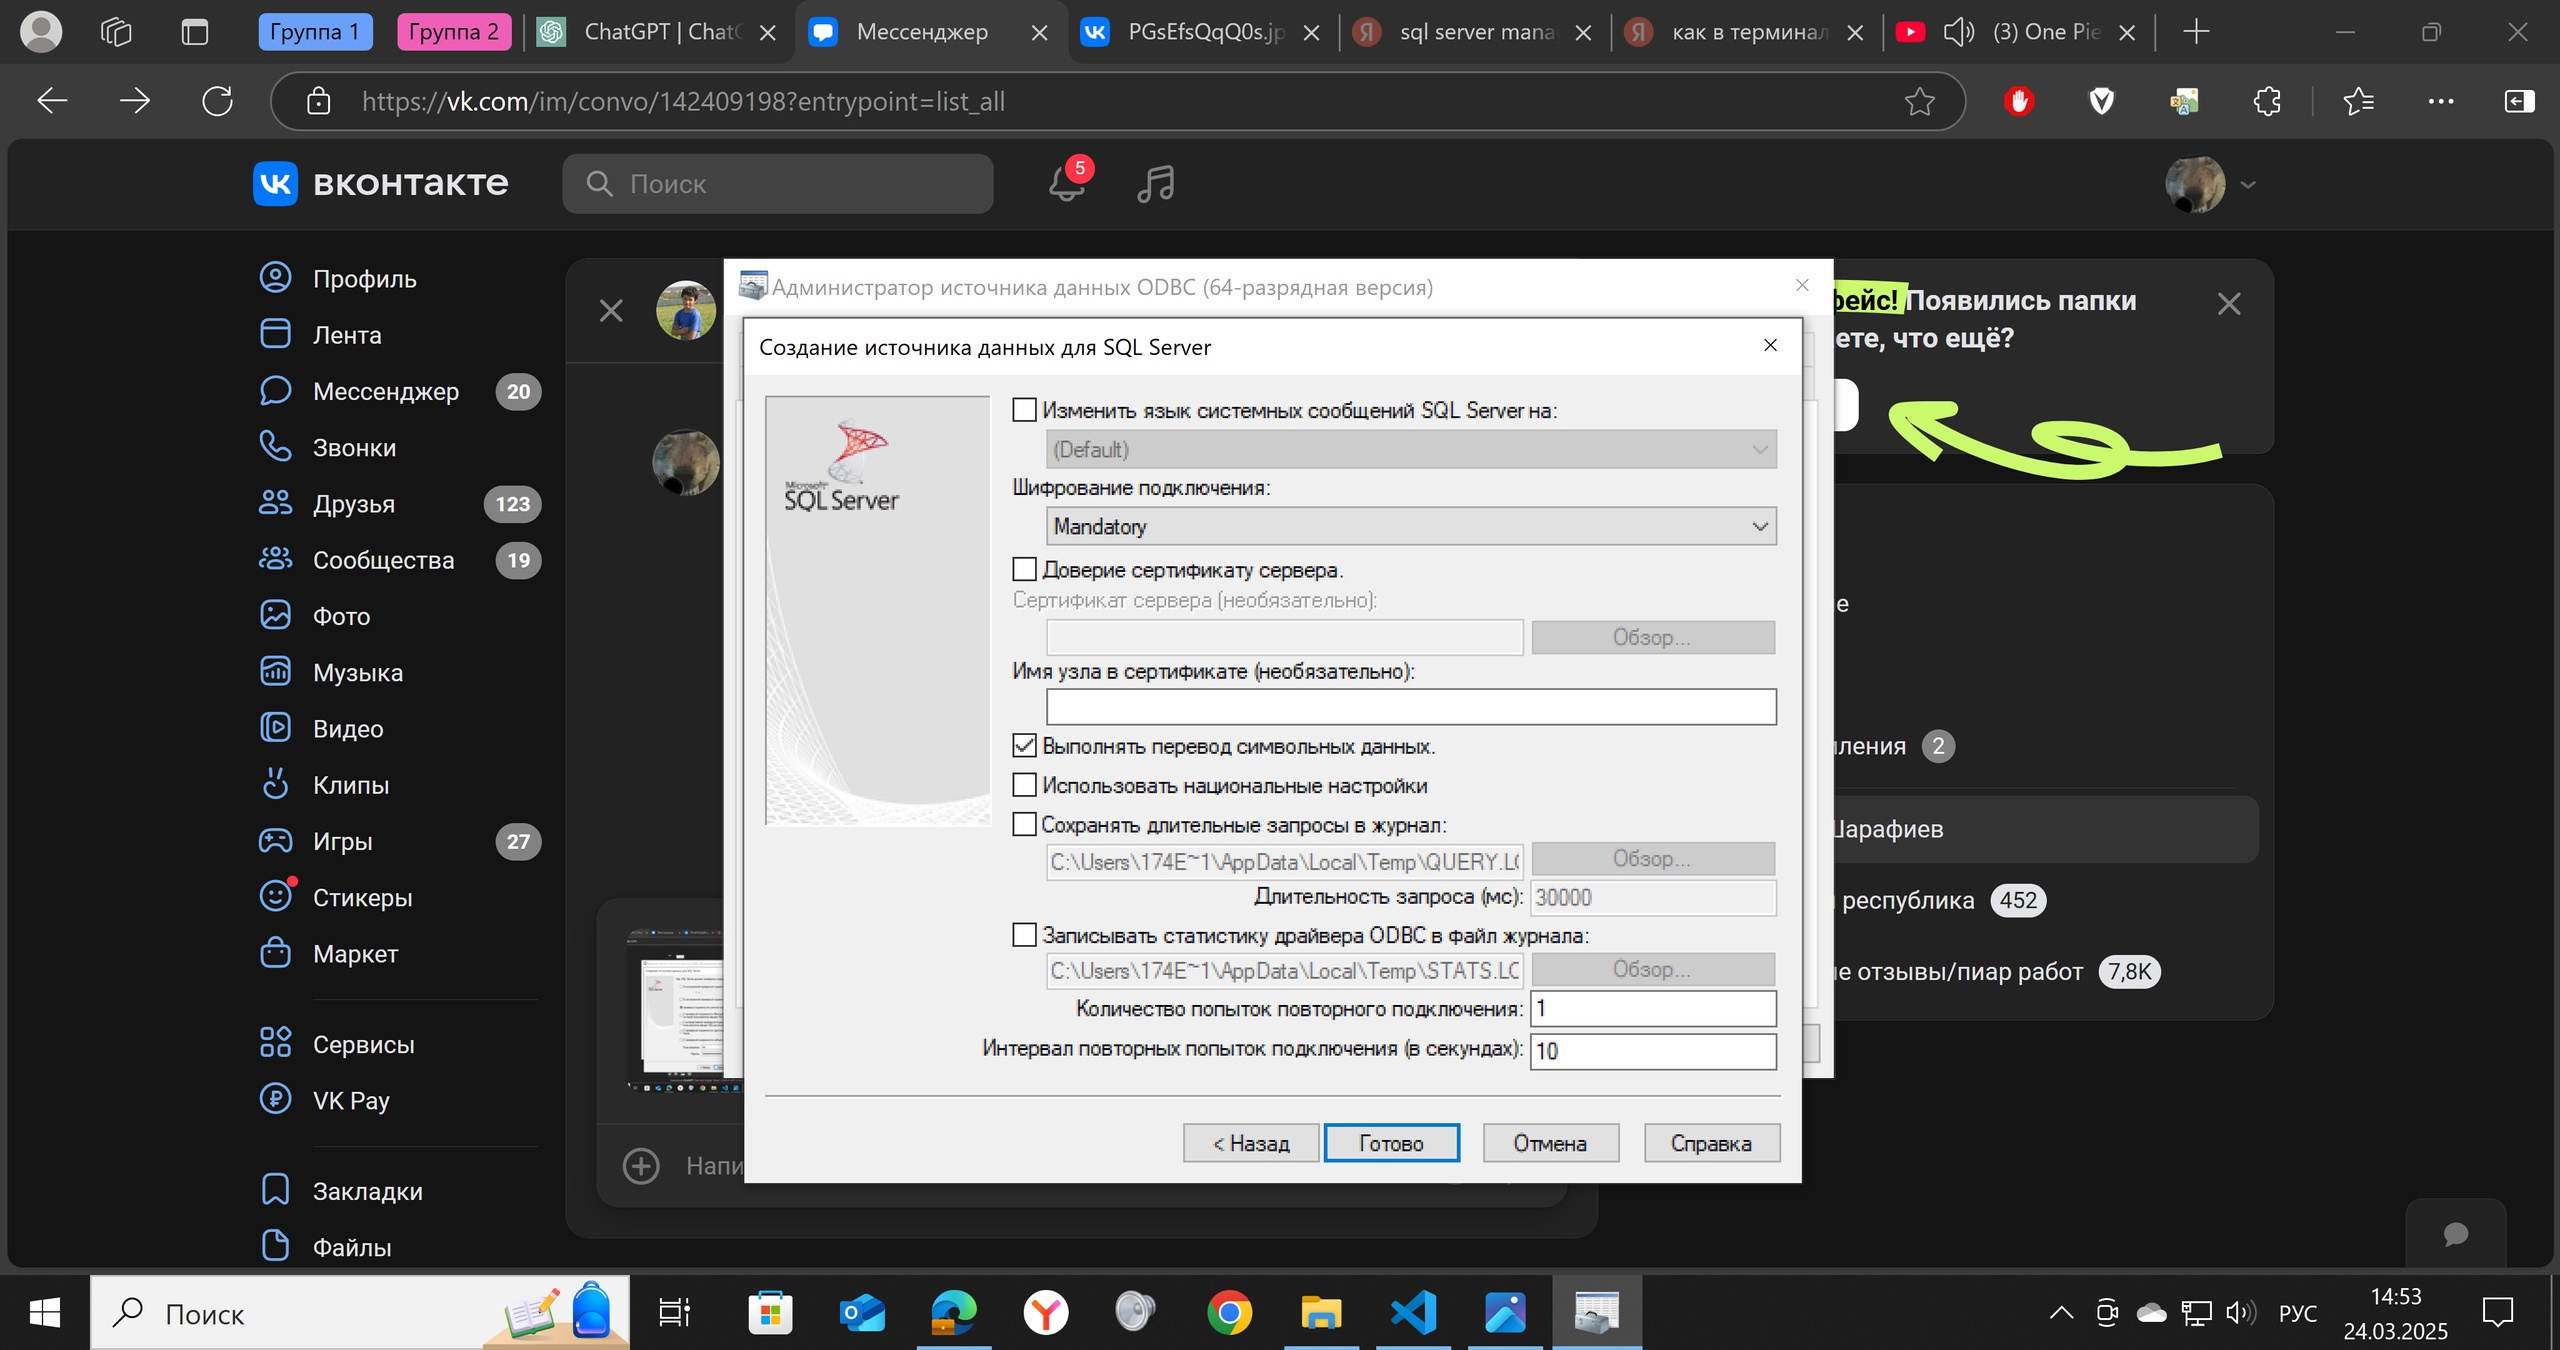 Группа 1
Группа 2
ChatGPT | Chat
Мессенджер
PGsEfsQqQ0s.jp
Я
sql server mana
Я
как в терминал
(3) One Pie
https://vk.com/im/convo/142409198?entrypoint=list_all
вконтакте
Поиск
5
Профиль
Лента
Мессенджер 20
Звонки
Друзья 123
Сообщества 19
Фото
Музыка
Видео
Клипы
Игры 27
Стикеры
Маркет
Сервисы
VK Pay
Закладки
Файлы
Напи
Администратор источника данных ODBC (64-разрядная версия)
Создание источника данных для SQL Server
Microsoft
SQL Server
Изменить язык системных сообщений SQL Server на:
(Default)
Шифрование подключения:
Mandatory
Доверие сертификату сервера.
Сертификат сервера (необязательно):
Обзор...
Имя узла в сертификате (необязательно):
Выполнять перевод символьных данных.
Использовать национальные настройки
Сохранять длительные запросы в журнал:
C:\Users\174E~1\AppData\Local\Temp\QUERY.L
Обзор...
Длительность запроса (мс): 30000
Записывать статистику драйвера ODBC в файл журнала:
C:\Users\174E~1\AppData\Local\Temp\STATS.LC
Обзор...
Количество попыток повторного подключения: 1
Интервал повторных попыток подключения (в секундах): 10
< Назад
Готово
Отмена
Справка
фейс! Появились папки
ете, что ещё?
е
ления 2
Шарафиев
республика 452
е отзывы/пиар работ 7,8K
Поиск
РУС
14:53
24.03.2025